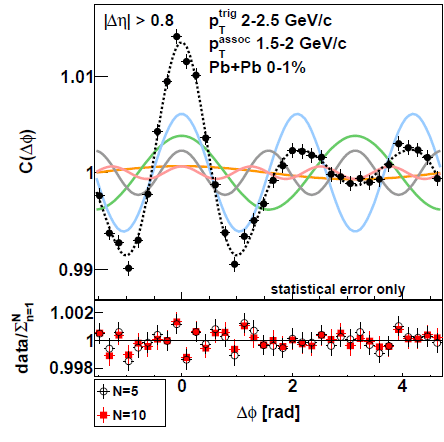 |Δη| > 0.8
p_T^trig 2-2.5 GeV/c
p_T^assoc 1.5-2 GeV/c
Pb+Pb 0-1%
C(Δϕ)
1.01
1
0.99
statistical error only
data/Σ_{n=1}^N
1.002
1
0.998
0
2
4
N=5
N=10
Δϕ [rad]